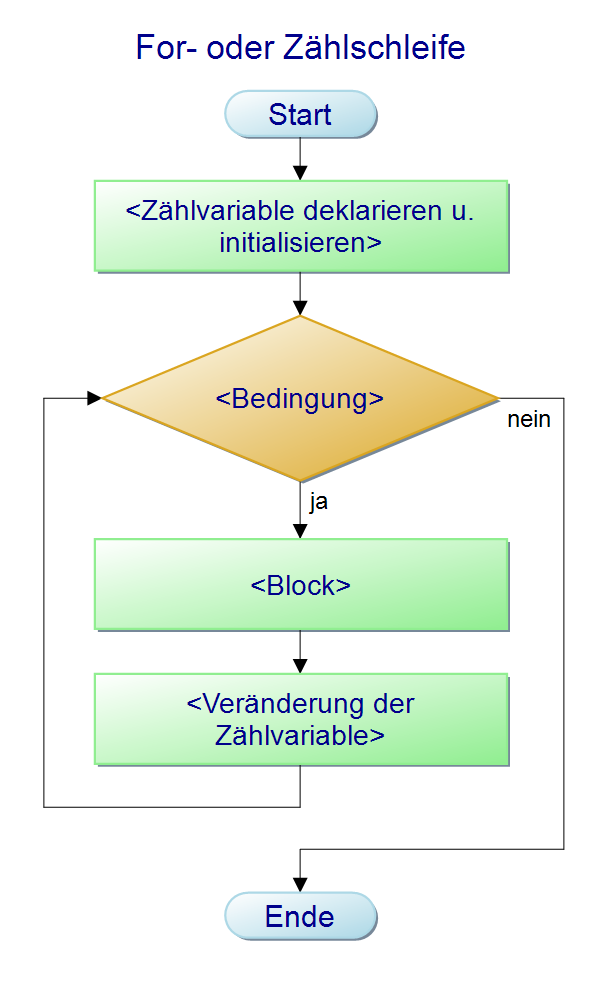 For- oder Zählschleife
Start
<Zählvariable deklarieren u.
initialisieren>
<Bedingung>
nein
ja
<Block>
<Veränderung der
Zählvariable>
Ende